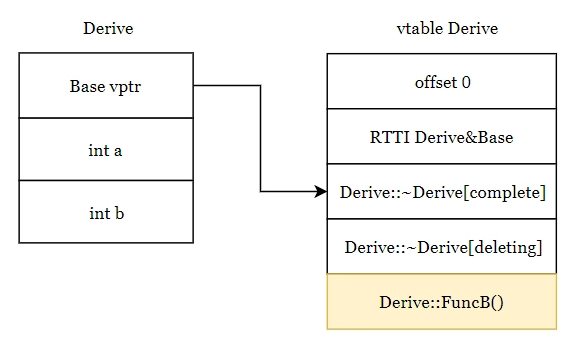 Derive
Base vptr
int a
int b
vtable Derive
offset 0
RTTI Derive&Base
Derive::~Derive[complete]
Derive::~Derive[deleting]
Derive::FuncB()